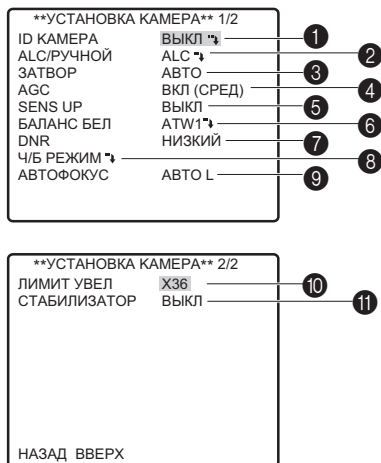 **УСТАНОВКА КАМЕРА** 1/2
ID КАМЕРА ВЫКЛ ↴ 1
ALC/РУЧНОЙ ALC ↴ 2
ЗАТВОР АВТО 3
AGC ВКЛ (СРЕД) 4
SENS UP ВЫКЛ 5
БАЛАНС БЕЛ ATW1↴ 6
DNR НИЗКИЙ 7
Ч/Б РЕЖИМ ↴ 8
АВТОФОКУС АВТО L 9
**УСТАНОВКА КАМЕРА** 2/2
ЛИМИТ УВЕЛ X36 10
СТАБИЛИЗАТОР ВЫКЛ 11
НАЗАД ВВЕРХ